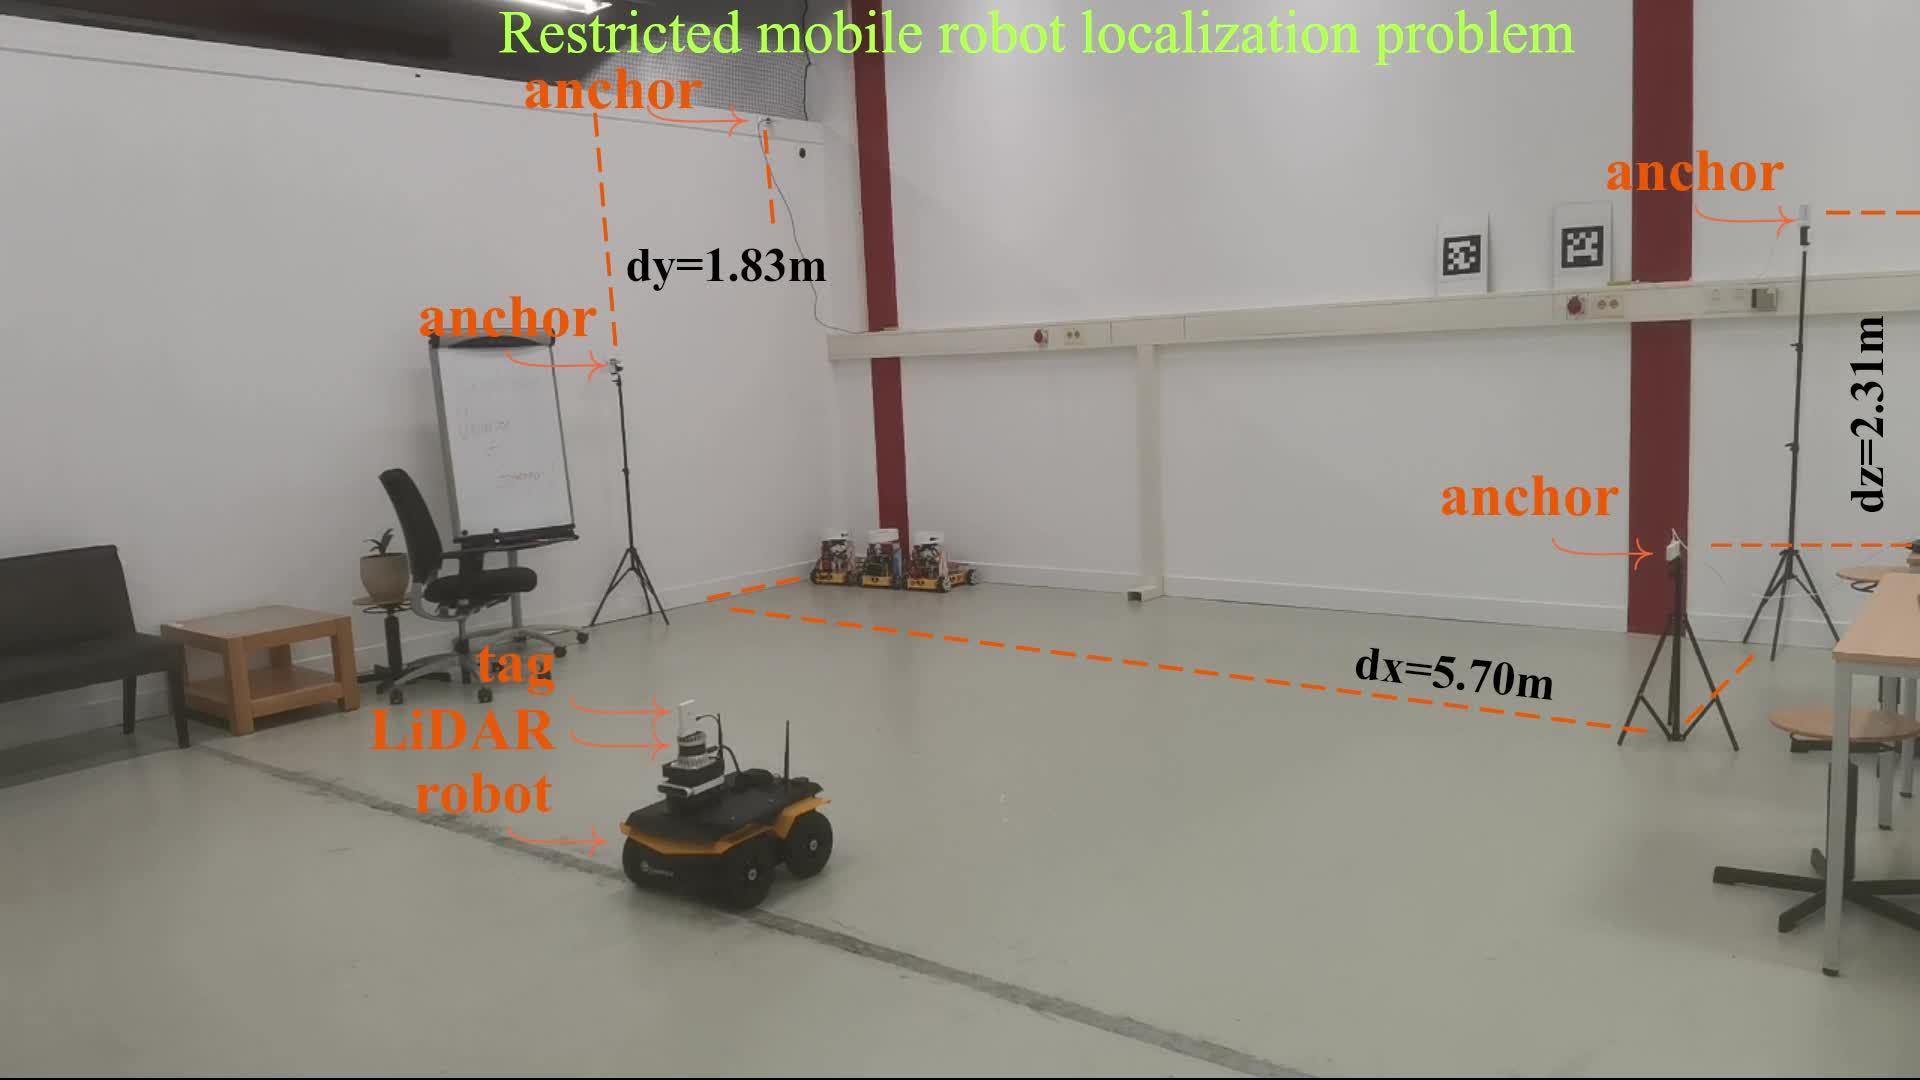 Restricted mobile robot localization problem
anchor
anchor
dy=1.83m
anchor
anchor
dz=2.31m
dx=5.70m
tag
LiDAR
robot